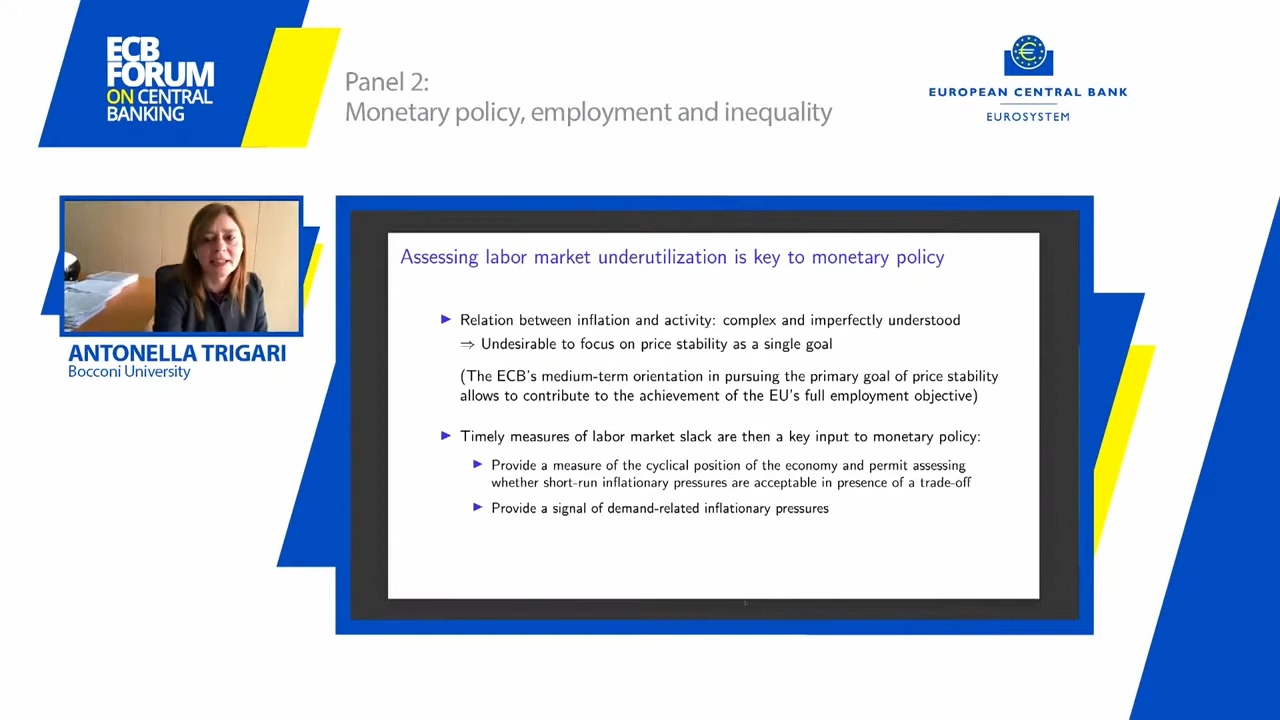 ECB
FORUM
ON CENTRAL
BANKING
Panel 2:
Monetary policy, employment and inequality
EUROPEAN CENTRAL BANK
EUROSYSTEM
ANTONELLA TRIGARI
Bocconi University
Assessing labor market underutilization is key to monetary policy
Relation between inflation and activity: complex and imperfectly understood
⇒ Undesirable to focus on price stability as a single goal
(The ECB's medium-term orientation in pursuing the primary goal of price stability
allows to contribute to the achievement of the EU's full employment objective)
Timely measures of labor market slack are then a key input to monetary policy:
Provide a measure of the cyclical position of the economy and permit assessing
whether short-run inflationary pressures are acceptable in presence of a trade-off
Provide a signal of demand-related inflationary pressures